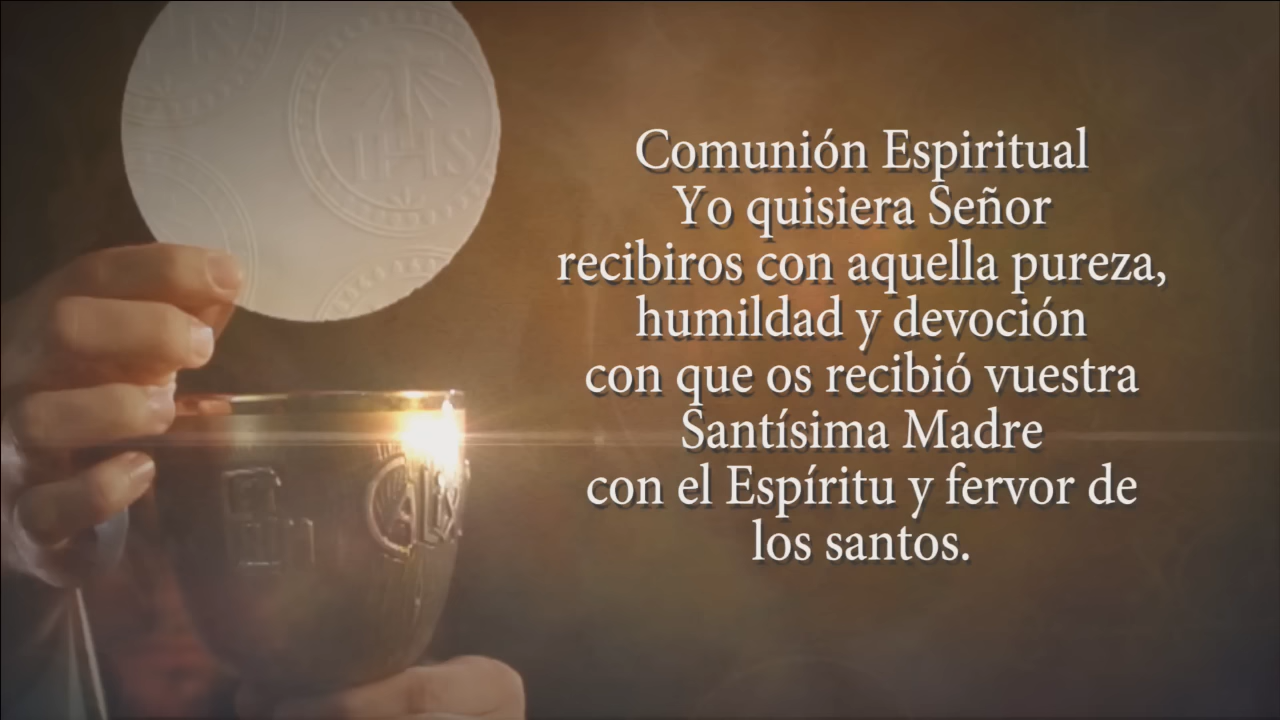 IHS
Comunión Espiritual
Yo quisiera Señor
recibiros con aquella pureza,
humildad y devoción
con que os recibió vuestra
Santísima Madre
con el Espíritu y fervor de
los santos.